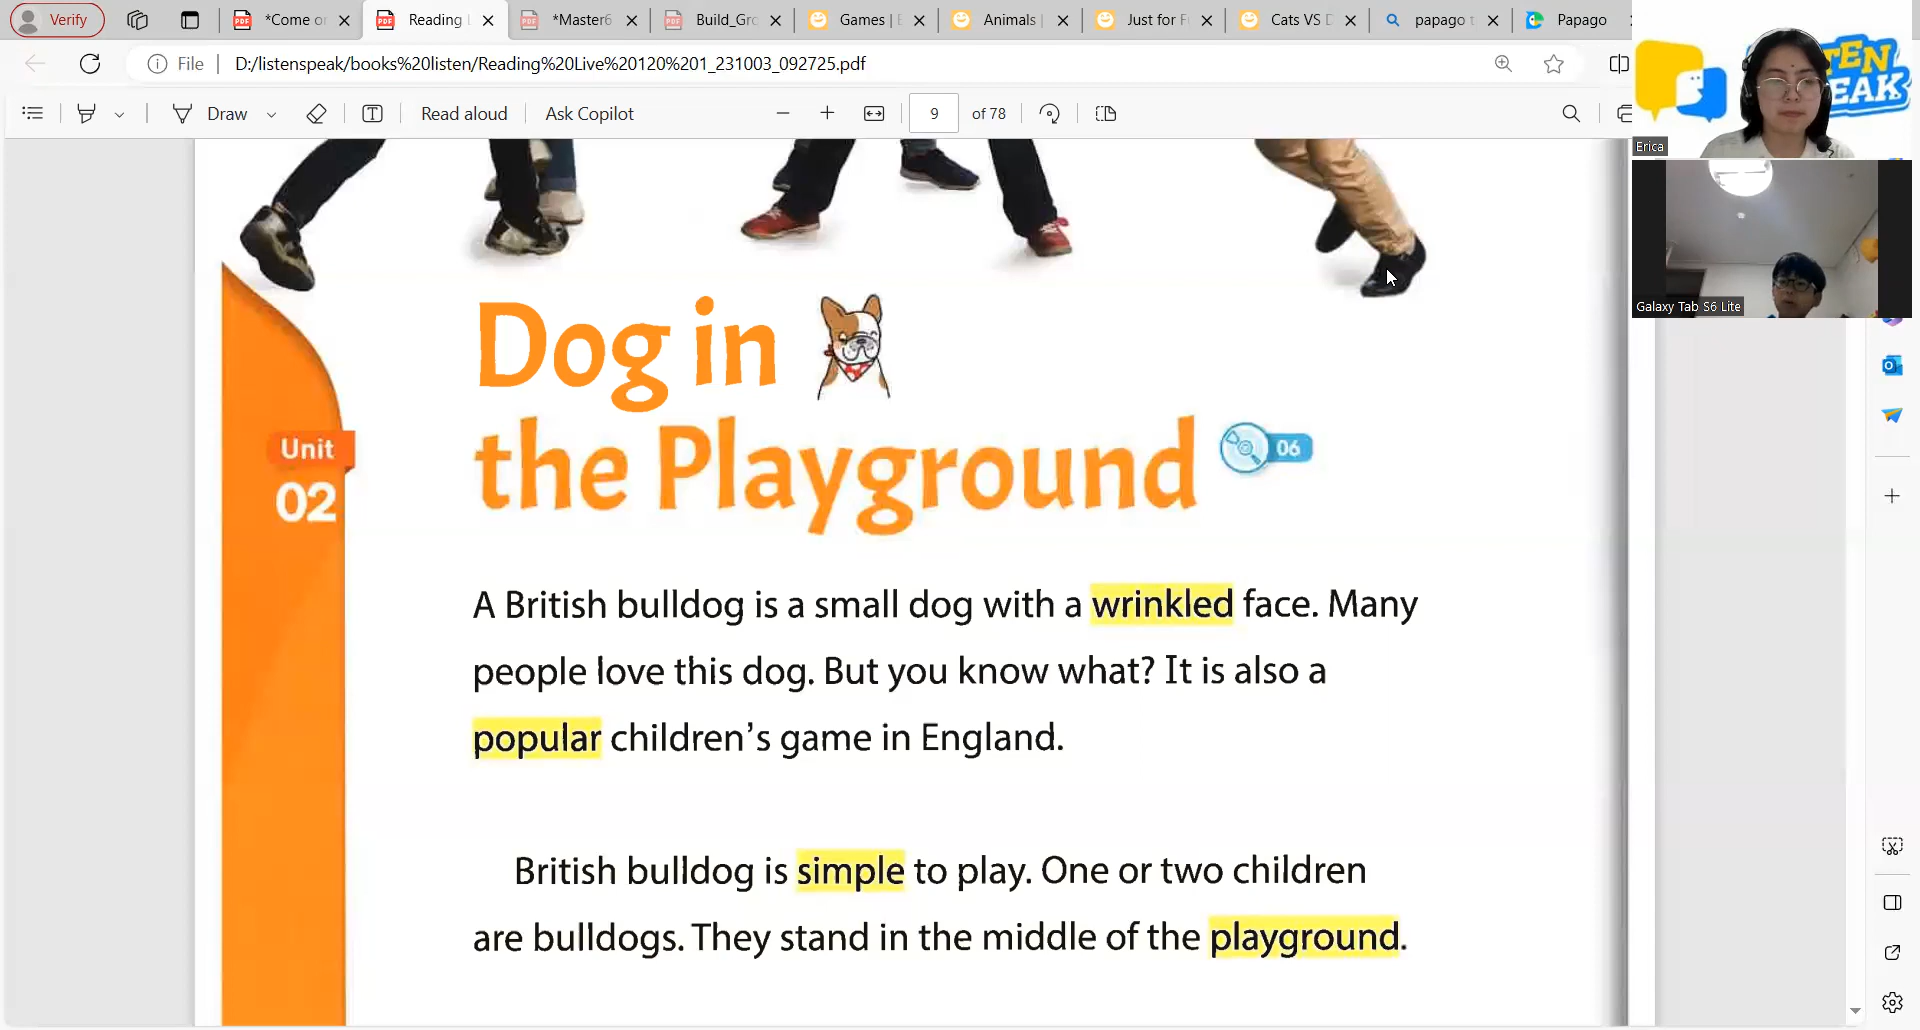 Verify
*Come o
Reading L
*Master6
Build_Gr
Games | E
Animals |
Just for F
Cats VS D
papago t
Papago
File
D:/listenspeak/books%20listen/Reading%20Live%20120%201_231003_092725.pdf
Draw
Read aloud
Ask Copilot
9
of 78
Erica
Galaxy Tab S6 Lite
Dog in
the Playground
06
Unit
02
A British bulldog is a small dog with a wrinkled face. Many
people love this dog. But you know what? It is also a
popular children's game in England.
British bulldog is simple to play. One or two children
are bulldogs. They stand in the middle of the playground.